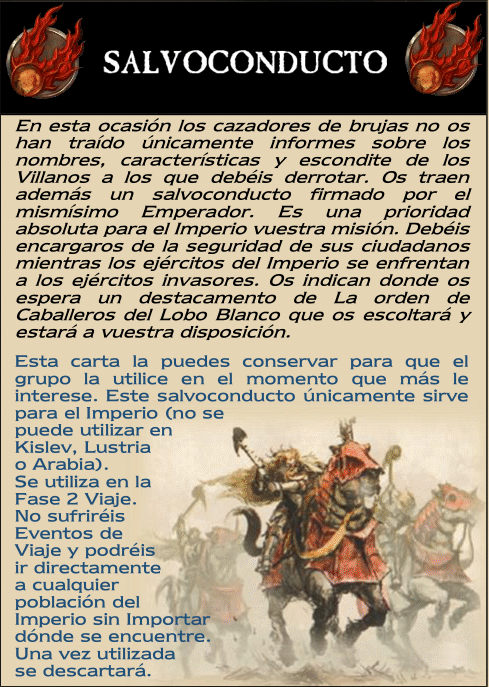 SALVOCONDUCTO
En esta ocasión los cazadores de brujas no os
han traído únicamente informes sobre los
nombres, características y escondite de los
Villanos a los que debéis derrotar. Os traen
además un salvoconducto firmado por el
mismísimo Emperador. Es una prioridad
absoluta para el Imperio vuestra misión. Debéis
encargaros de la seguridad de sus ciudadanos
mientras los ejércitos del Imperio se enfrentan
a los ejércitos invasores. Os indican donde os
espera un destacamento de La orden de
Caballeros del Lobo Blanco que os escoltará y
estará a vuestra disposición.
Esta carta la puedes conservar para que el
grupo la utilice en el momento que más le
interese. Este salvoconducto únicamente sirve
para el Imperio (no se
puede utilizar en
Kislev, Lustria
o Arabia).
Se utiliza en la
Fase 2 Viaje.
No sufriréis
Eventos de
Viaje y podréis
ir directamente
a cualquier
población del
Imperio sin Importar
dónde se encuentre.
Una vez utilizada
se descartará.